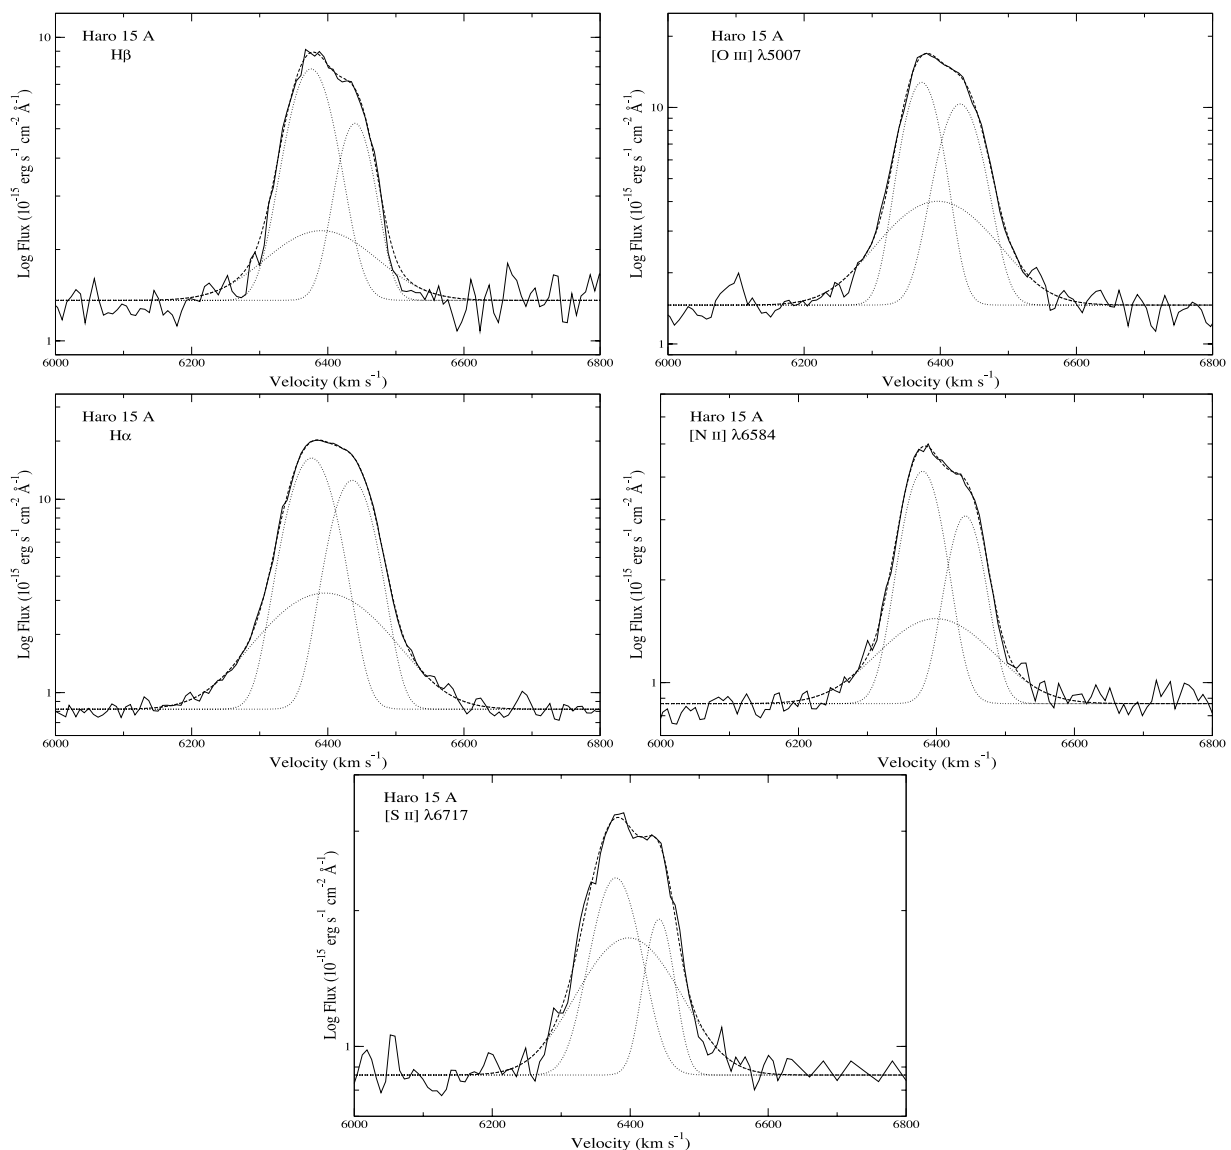 Haro 15 A
Hβ
10
1
Log Flux (10⁻¹⁵ erg s⁻¹ cm⁻² Å⁻¹)
6000 6200 6400 6600 6800
Velocity (km s⁻¹)
Haro 15 A
[O III] λ5007
10
1
Log Flux (10⁻¹⁵ erg s⁻¹ cm⁻² Å⁻¹)
6000 6200 6400 6600 6800
Velocity (km s⁻¹)
Haro 15 A
Hα
10
1
Log Flux (10⁻¹⁵ erg s⁻¹ cm⁻² Å⁻¹)
6000 6200 6400 6600 6800
Velocity (km s⁻¹)
Haro 15 A
[N II] λ6584
1
Log Flux (10⁻¹⁵ erg s⁻¹ cm⁻² Å⁻¹)
6000 6200 6400 6600 6800
Velocity (km s⁻¹)
Haro 15 A
[S II] λ6717
1
Log Flux (10⁻¹⁵ erg s⁻¹ cm⁻² Å⁻¹)
6000 6200 6400 6600 6800
Velocity (km s⁻¹)